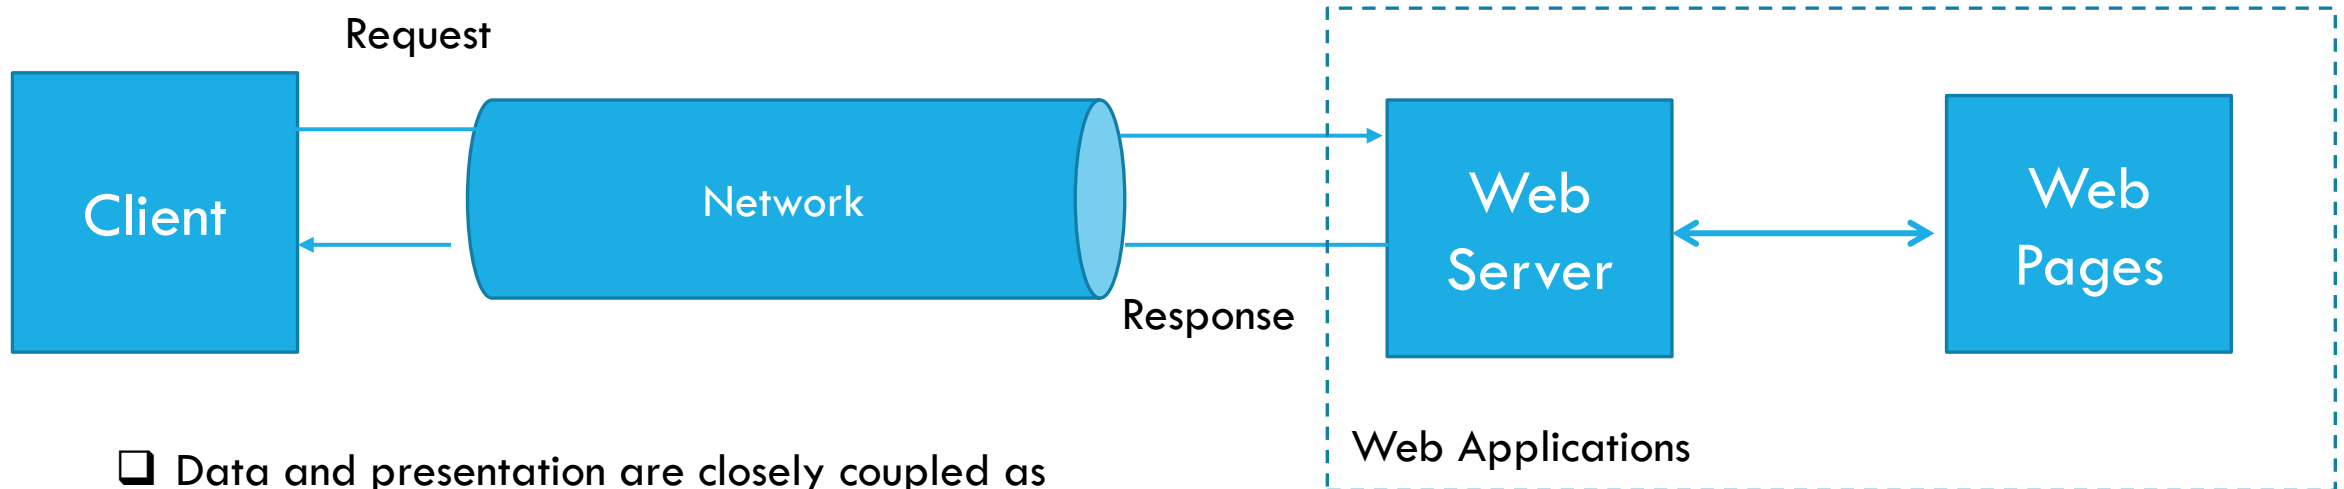 Request
Client
Network
Response
Web
Server
Web
Pages
Web Applications
❑ Data and presentation are closely coupled as